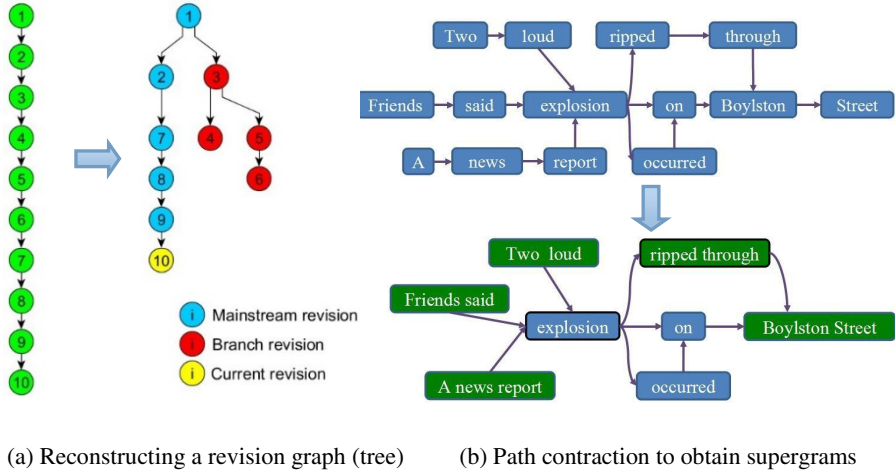 1
2
3
4
5
6
7
8
9
10
1
2 3
7 4 5
8 6
9
10
i Mainstream revision
i Branch revision
i Current revision
Two loud ripped through
Friends said explosion on Boylston Street
A news report occurred
Two loud ripped through
Friends said
explosion on Boylston Street
A news report occurred
(a) Reconstructing a revision graph (tree)
(b) Path contraction to obtain supergrams